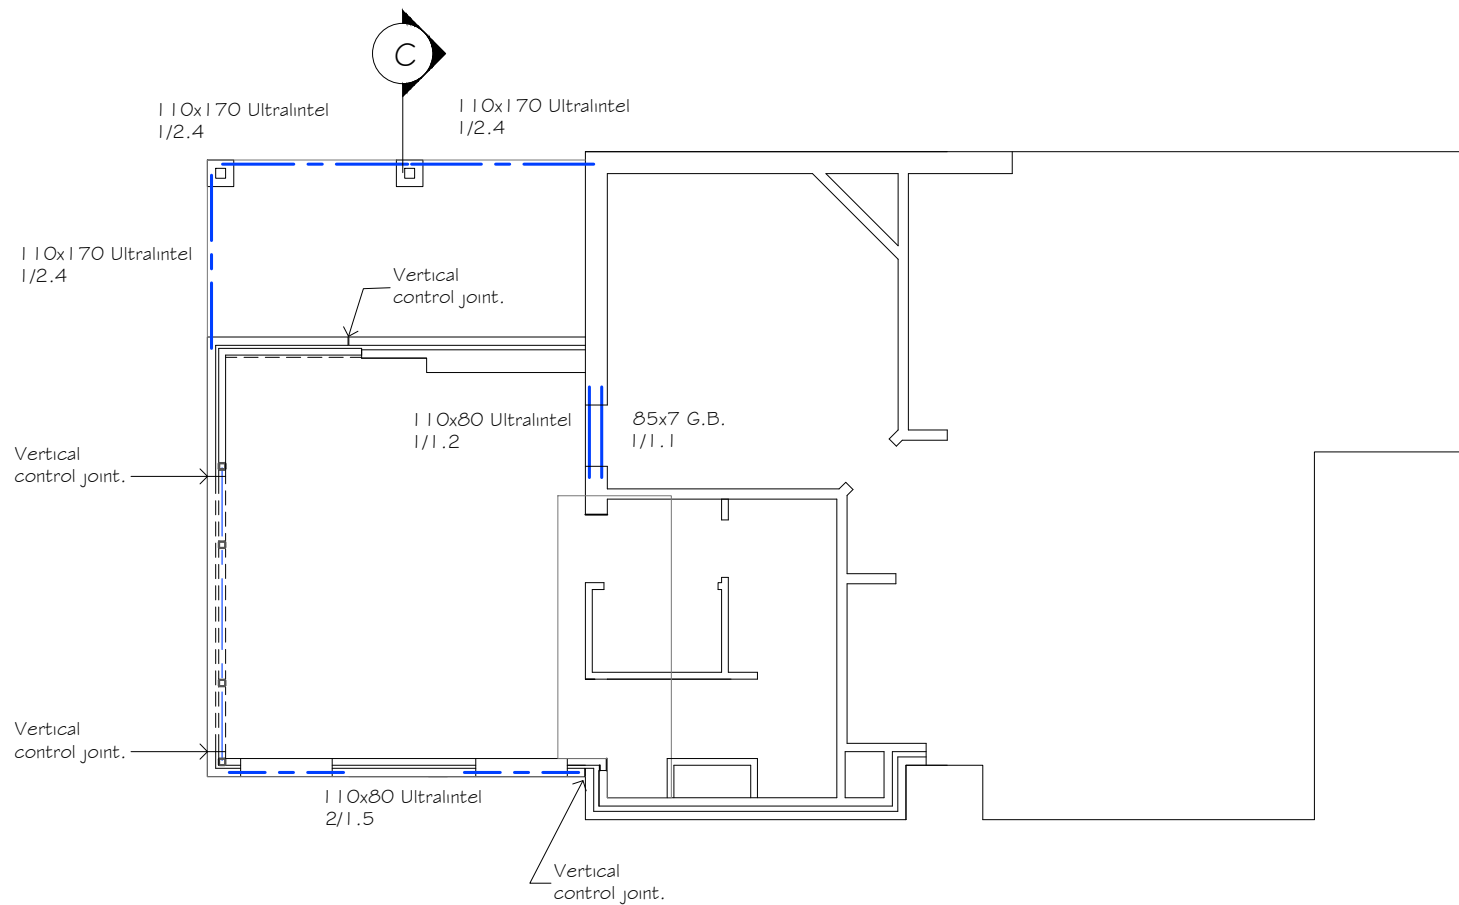 C
110x170 Ultralintel
1/2.4
110x170 Ultralintel
1/2.4
110x170 Ultralintel
1/2.4
Vertical
control joint.
110x80 Ultralintel
1/1.2
85x7 G.B.
1/1.1
Vertical
control joint.
Vertical
control joint.
110x80 Ultralintel
2/1.5
Vertical
control joint.